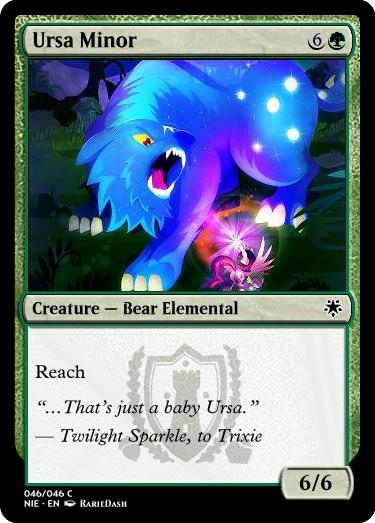 Ursa Minor 6
Creature — Bear Elemental
Reach
“...That's just a baby Ursa.”
— Twilight Sparkle, to Trixie
6/6
046/046 C
NIE • EN RarieDash